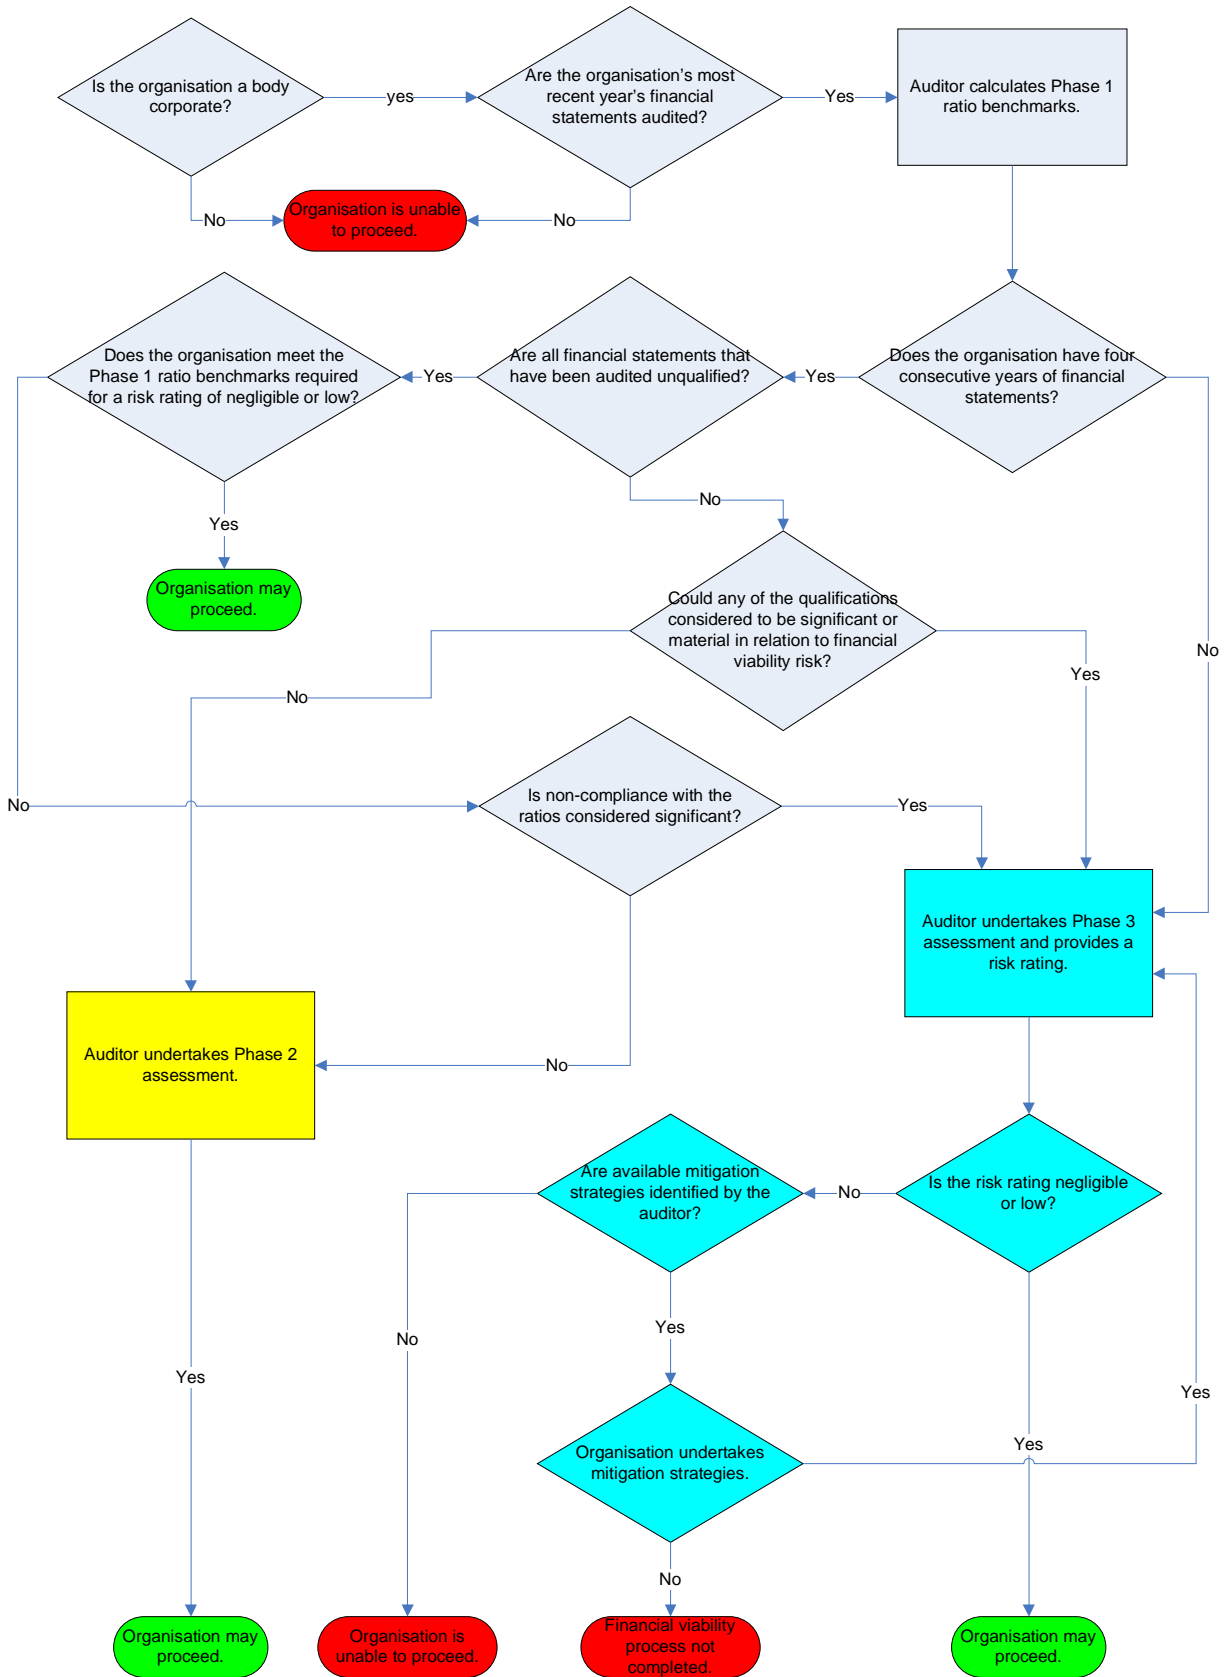 Is the organisation a body
corporate?
yes
Are the organisation's most
recent year's financial
statements audited?
Yes
Auditor calculates Phase 1
ratio benchmarks.
No
Organisation is unable
to proceed.
No
Does the organisation meet the
Phase 1 ratio benchmarks required
for a risk rating of negligible or low?
Yes
Are all financial statements that
have been audited unqualified?
Yes
Does the organisation have four
consecutive years of financial
statements?
No
Yes
Organisation may
proceed.
Could any of the qualifications
considered to be significant or
material in relation to financial
viability risk?
No
Yes
No
No
Is non-compliance with the
ratios considered significant?
Yes
Auditor undertakes Phase 3
assessment and provides a
risk rating.
Auditor undertakes Phase 2
assessment.
No
Are available mitigation
strategies identified by the
auditor?
No
Is the risk rating negligible
or low?
No
Yes
Yes
Yes
Organisation undertakes
mitigation strategies.
Yes
No
Organisation may
proceed.
Organisation is
unable to proceed.
Financial viability
process not
completed.
Organisation may
proceed.